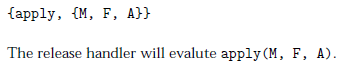 {apply, {M, F, A}}
The release handler will evalute apply(M, F, A).